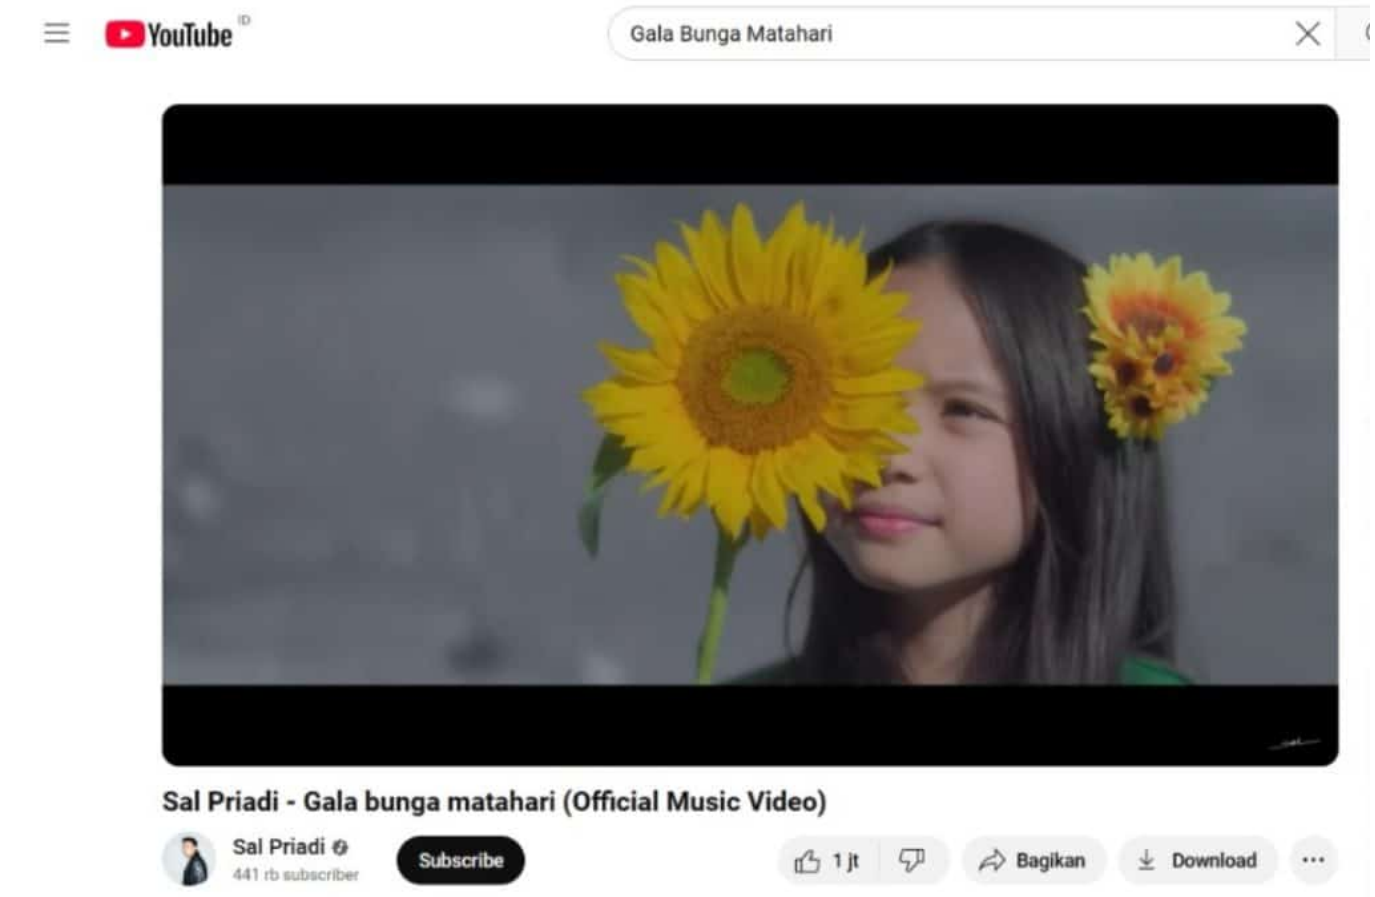 YouTube ID
Gala Bunga Matahari
Sal Priadi - Gala bunga matahari (Official Music Video)
Sal Priadi
441 rb subscriber
Subscribe
1 jt
Bagikan
Download